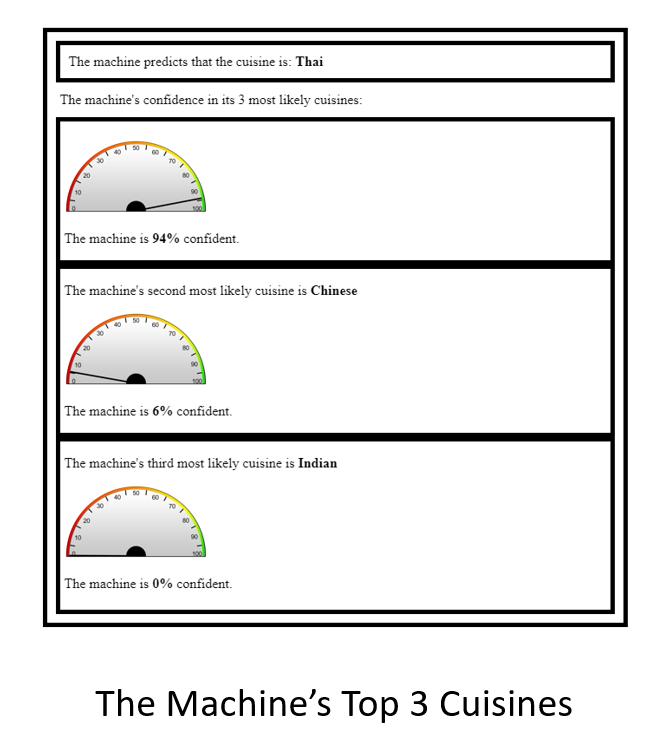 The machine predicts that the cuisine is: Thai
The machine's confidence in its 3 most likely cuisines:
0 10 20 30 40 50 60 70 80 90 100
The machine is 94% confident.
The machine's second most likely cuisine is Chinese
0 10 20 30 40 50 60 70 80 90 100
The machine is 6% confident.
The machine's third most likely cuisine is Indian
0 10 20 30 40 50 60 70 80 90 100
The machine is 0% confident.
The Machine’s Top 3 Cuisines